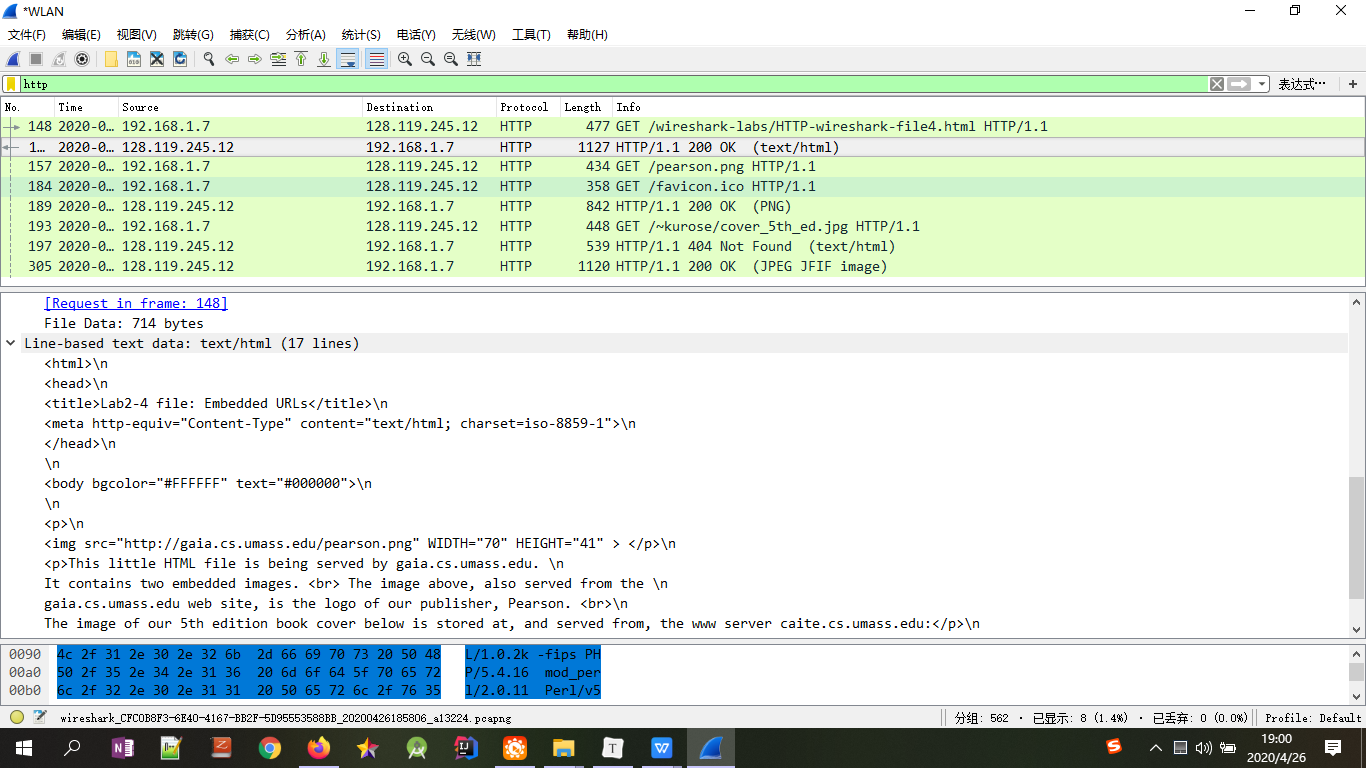 *WLAN
文件(F) 编辑(E) 视图(V) 跳转(G) 捕获(C) 分析(A) 统计(S) 电话(Y) 无线(W) 工具(T) 帮助(H)
http 表达式… +
No. Time Source Destination Protocol Length Info
148 2020-0… 192.168.1.7 128.119.245.12 HTTP 477 GET /wireshark-labs/HTTP-wireshark-file4.html HTTP/1.1
1… 2020-0… 128.119.245.12 192.168.1.7 HTTP 1127 HTTP/1.1 200 OK (text/html)
157 2020-0… 192.168.1.7 128.119.245.12 HTTP 434 GET /pearson.png HTTP/1.1
184 2020-0… 192.168.1.7 128.119.245.12 HTTP 358 GET /favicon.ico HTTP/1.1
189 2020-0… 128.119.245.12 192.168.1.7 HTTP 842 HTTP/1.1 200 OK (PNG)
193 2020-0… 192.168.1.7 128.119.245.12 HTTP 448 GET /~kurose/cover_5th_ed.jpg HTTP/1.1
197 2020-0… 128.119.245.12 192.168.1.7 HTTP 539 HTTP/1.1 404 Not Found (text/html)
305 2020-0… 128.119.245.12 192.168.1.7 HTTP 1120 HTTP/1.1 200 OK (JPEG JFIF image)
[Request in frame: 148]
File Data: 714 bytes
Line-based text data: text/html (17 lines)
<html>\n
<head>\n
<title>Lab2-4 file: Embedded URLs</title>\n
<meta http-equiv="Content-Type" content="text/html; charset=iso-8859-1">\n
</head>\n
\n
<body bgcolor="#FFFFFF" text="#000000">\n
\n
<p>\n
<img src="http://gaia.cs.umass.edu/pearson.png" WIDTH="70" HEIGHT="41" > </p>\n
<p>This little HTML file is being served by gaia.cs.umass.edu. \n
It contains two embedded images. <br> The image above, also served from the \n
gaia.cs.umass.edu web site, is the logo of our publisher, Pearson. <br>\n
The image of our 5th edition book cover below is stored at, and served from, the www server caite.cs.umass.edu:</p>\n
0090 4c 2f 31 2e 30 2e 32 6b 2d 66 69 70 73 20 50 48 L/1.0.2k -fips PH
00a0 50 2f 35 2e 34 2e 31 36 20 6d 6f 64 5f 70 65 72 P/5.4.16 mod_per
00b0 6c 2f 32 2e 30 2e 31 31 20 50 65 72 6c 2f 76 35 l/2.0.11 Perl/v5
wireshark_CFC0B8F3-6E40-4167-BB2F-5D95553588BB_20200426185806_a13224.pcapng 分组: 562 · 已显示: 8 (1.4%) · 已丢弃: 0 (0.0%) Profile: Default
19:00
2020/4/26